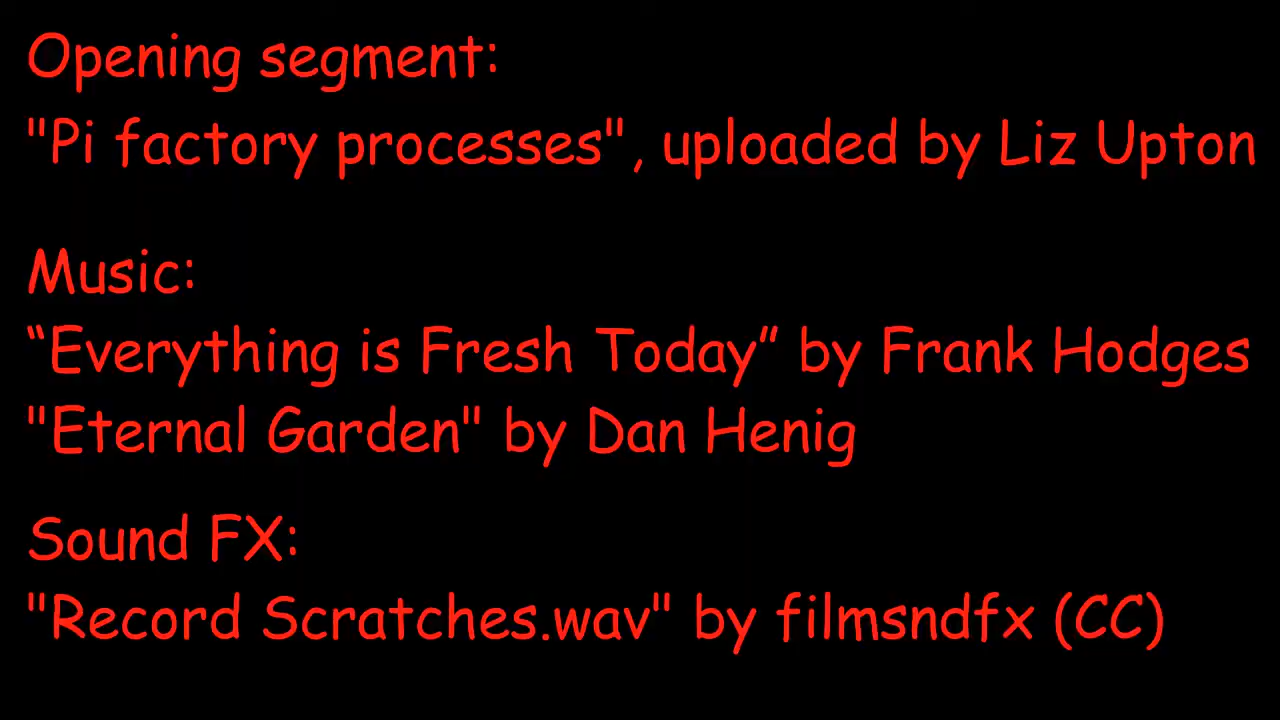 Opening segment:
"Pi factory processes", uploaded by Liz Upton
Music:
“Everything is Fresh Today” by Frank Hodges
"Eternal Garden" by Dan Henig
Sound FX:
"Record Scratches.wav" by filmsndfx (CC)